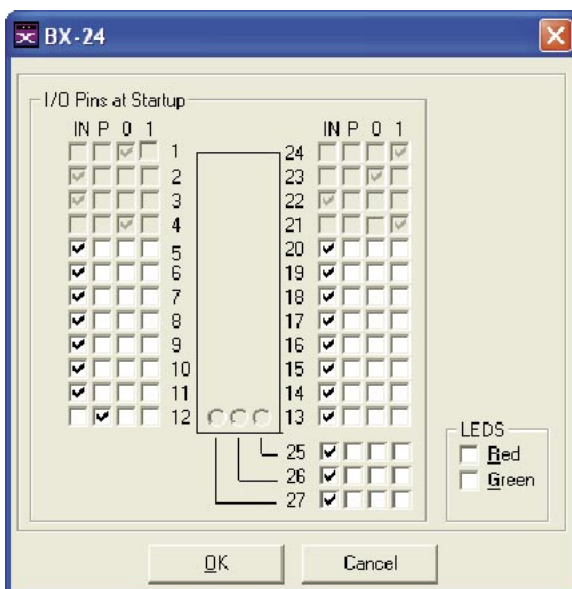 BX-24
I/O Pins at Startup
IN P 0 1 IN P 0 1
1 24
2 23
3 22
4 21
5 20
6 19
7 18
8 17
9 16
10 15
11 14
12 13
25
26
27
LEDS
Red
Green
OK Cancel